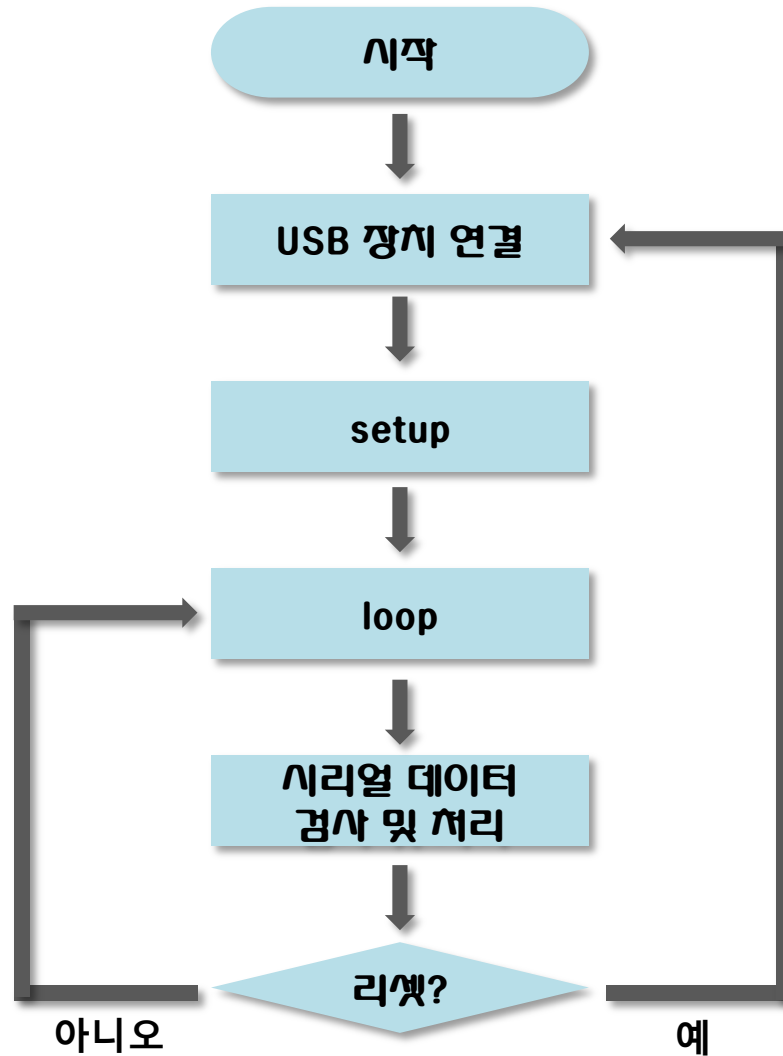 시작
USB 장치 연결
setup
loop
시리얼 데이터
검사 및 처리
리셋?
아니오
예